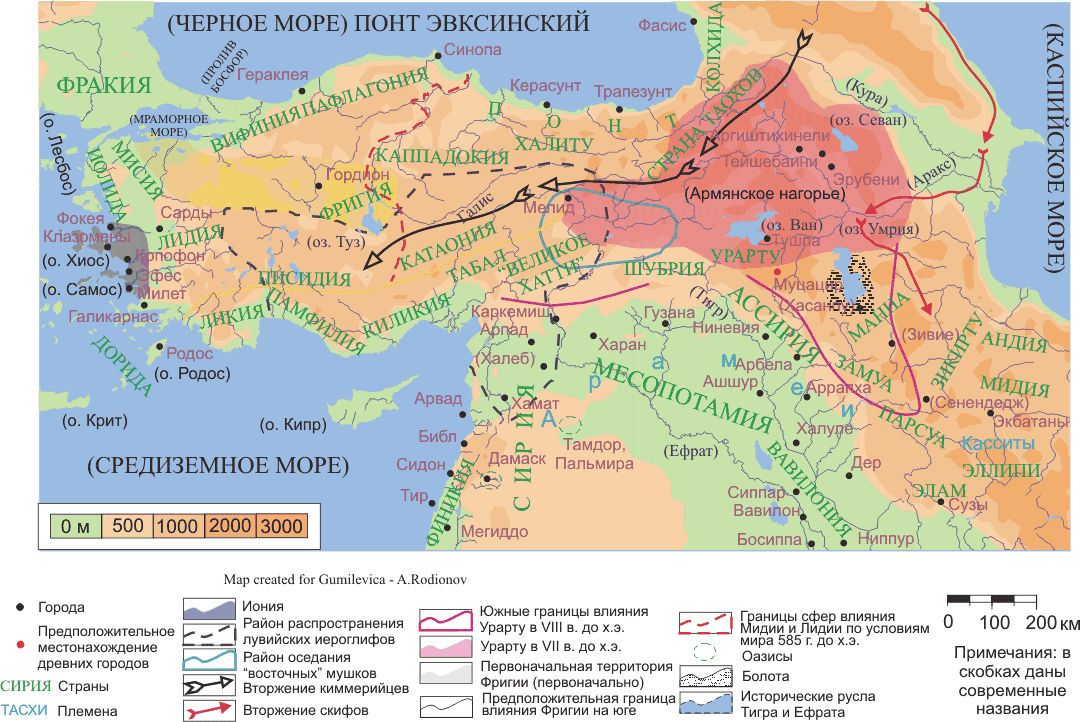 (ЧЕРНОЕ МОРЕ) ПОНТ ЭВКСИНСКИЙ
Фасис
Синопа
КОЛХИДА
(КАСПИЙСКОЕ МОРЕ)
(ПРОЛИВ
БОСФОР)
Гераклея
ФРАКИЯ
Керасунт
Трапезунт
(Кура)
(МРАМОРНОЕ
МОРЕ)
ВИФИНИЯ
ПАФЛАГОНИЯ
ПОНТ
СТРАНА ТАОХОВ
(оз. Севан)
(о. Лесбос)
ЙОЛИДА
МИСИЯ
КАППАДОКИЯ
ХАЛИТУ
Аргиштихинели
Тейшебаини
Эрубени
(Аракс)
Гордион
ФРИГИЯ
Галис
Мелид
(Армянское нагорье)
Фокея
Сарды
Клазомены
ЛИДИЯ
(оз. Туз)
(оз. Ван)
(оз. Умрия)
Тушпа
(о. Хиос)
Колофон
КАТАОНИЯ
ТАБАЛ
"ВЕЛИКОЕ
ХАТТИ"
УРАРТУ
Эфес
ПИСИДИЯ
ШУБРИЯ
(о. Самос)
Милет
Муцацир
(Хасанлу)
Галикарнас
ЛИКИЯ
ПАМФИЛИЯ
КИЛИКИЯ
(Тигр)
АССИРИЯ
МАННА
Каркемиш
Гузана
Ниневия
Арпад
(Зивие)
ЗИКИРТУ
АНДИЯ
ДОРИДА
Родос
(о. Родос)
(Халеб)
Харан
МЕСОПОТАМИЯ
Арбела
ЗАМУА
Ашшур
Аррапха
МИДИЯ
Арамеи
Арвад
Хамат
СИРИЯ
(Сенендедж)
(о. Крит)
(о. Кипр)
ПАРСУА
Экбатаны
Библ
Тамдор,
Пальмира
Халуле
Касситы
(СРЕДИЗЕМНОЕ МОРЕ)
Сидон
Дамаск
(Ефрат)
ВАВИЛОНИЯ
Дер
ЭЛЛИПИ
Тир
ФИНИКИЯ
Сиппар
ЭЛАМ
Вавилон
Сузы
Мегиддо
Босиппа
Ниппур
0 м 500 1000 2000 3000
Map created for Gumilevica - A.Rodionov
Города
Предположительное
местонахождение
древних городов
СИРИЯ Страны
ТАСХИ Племена
Иония
Район распространения
лувийских иероглифов
Район оседания
"восточных" мушков
Вторжение киммерийцев
Вторжение скифов
Южные границы влияния
Урарту в VIII в. до х.э.
Урарту в VII в. до х.э.
Первоначальная территория
Фригии (первоначально)
Предположительная граница
влияния Фригии на юге
Границы сфер влияния
Мидии и Лидии по условиям
мира 585 г. до х.э.
Оазисы
Болота
Исторические русла
Тигра и Ефрата
0 100 200 км
Примечания: в
скобках даны
современные
названия